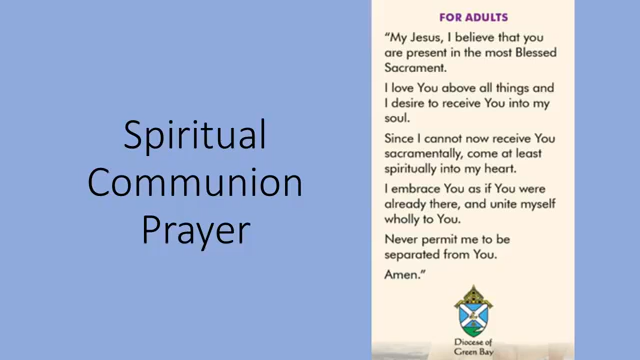 Spiritual
Communion
Prayer
FOR ADULTS
“My Jesus, I believe that you
are present in the most Blessed
Sacrament.
I love You above all things and
I desire to receive You into my
soul.
Since I cannot now receive You
sacramentally, come at least
spiritually into my heart.
I embrace You as if You were
already there, and unite myself
wholly to You.
Never permit me to be
separated from You.
Amen.”
Diocese of
Green Bay